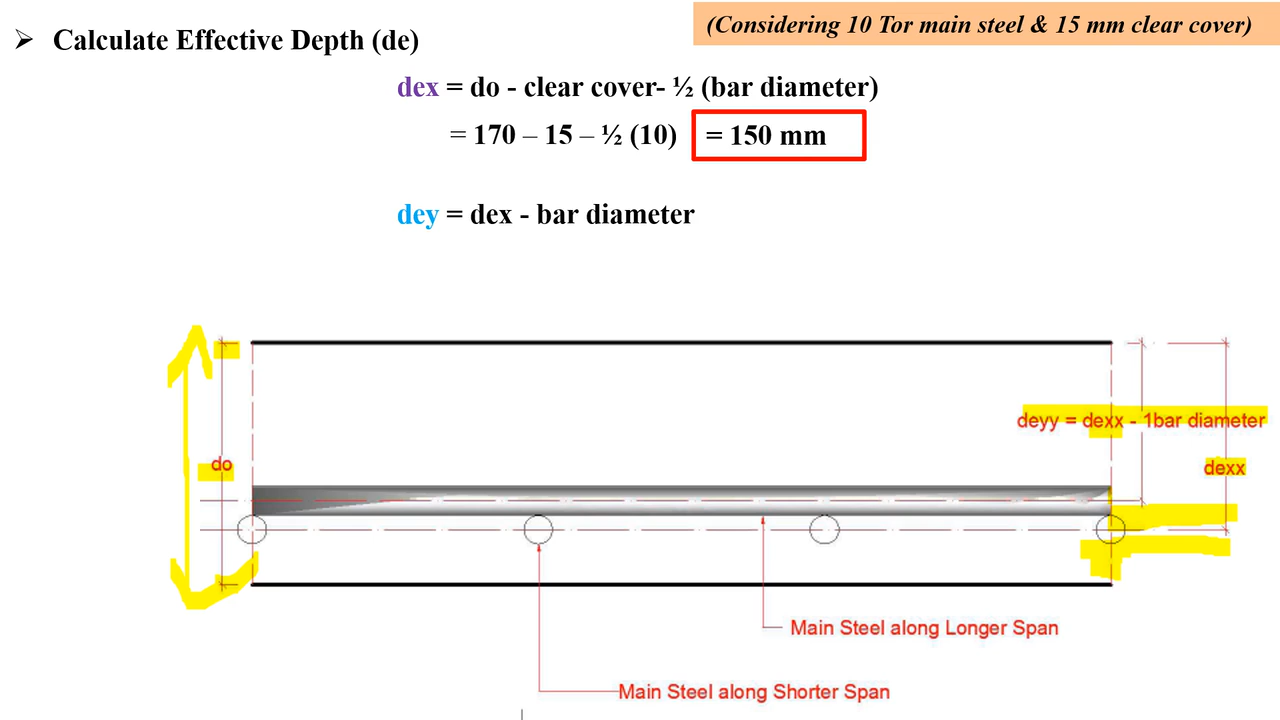 (Considering 10 Tor main steel & 15 mm clear cover)
➢ Calculate Effective Depth (de)
dex = do - clear cover- ½ (bar diameter)
= 170 – 15 – ½ (10) = 150 mm
dey = dex - bar diameter
deyy = dexx - 1bar diameter
do
dexx
Main Steel along Longer Span
Main Steel along Shorter Span